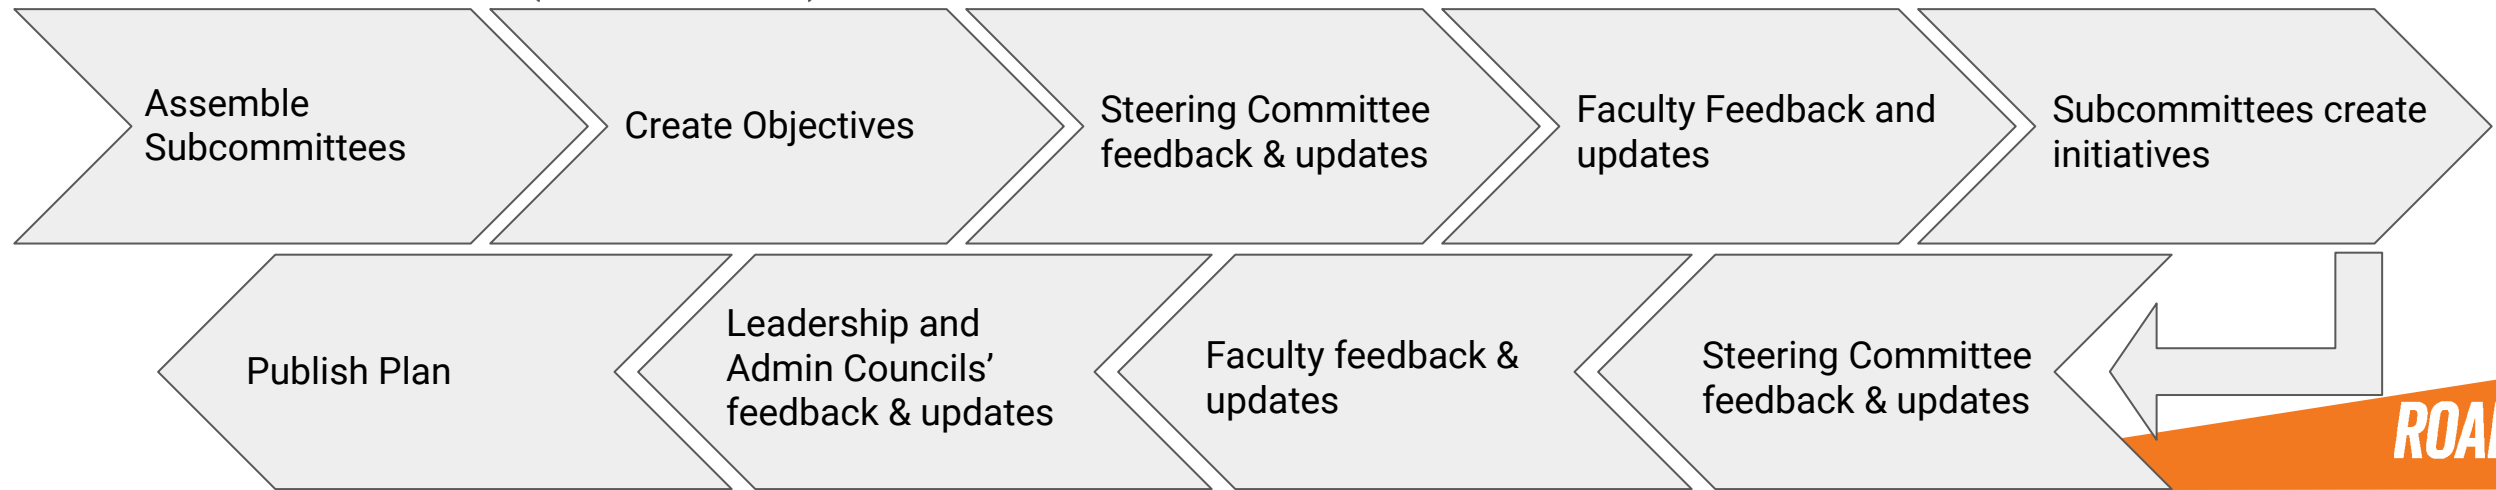 Assemble
Subcommittees
Create Objectives
Steering Committee
feedback & updates
Faculty Feedback and
updates
Subcommittees create
initiatives
Steering Committee
feedback & updates
Faculty feedback &
updates
Leadership and
Admin Councils’
feedback & updates
Publish Plan